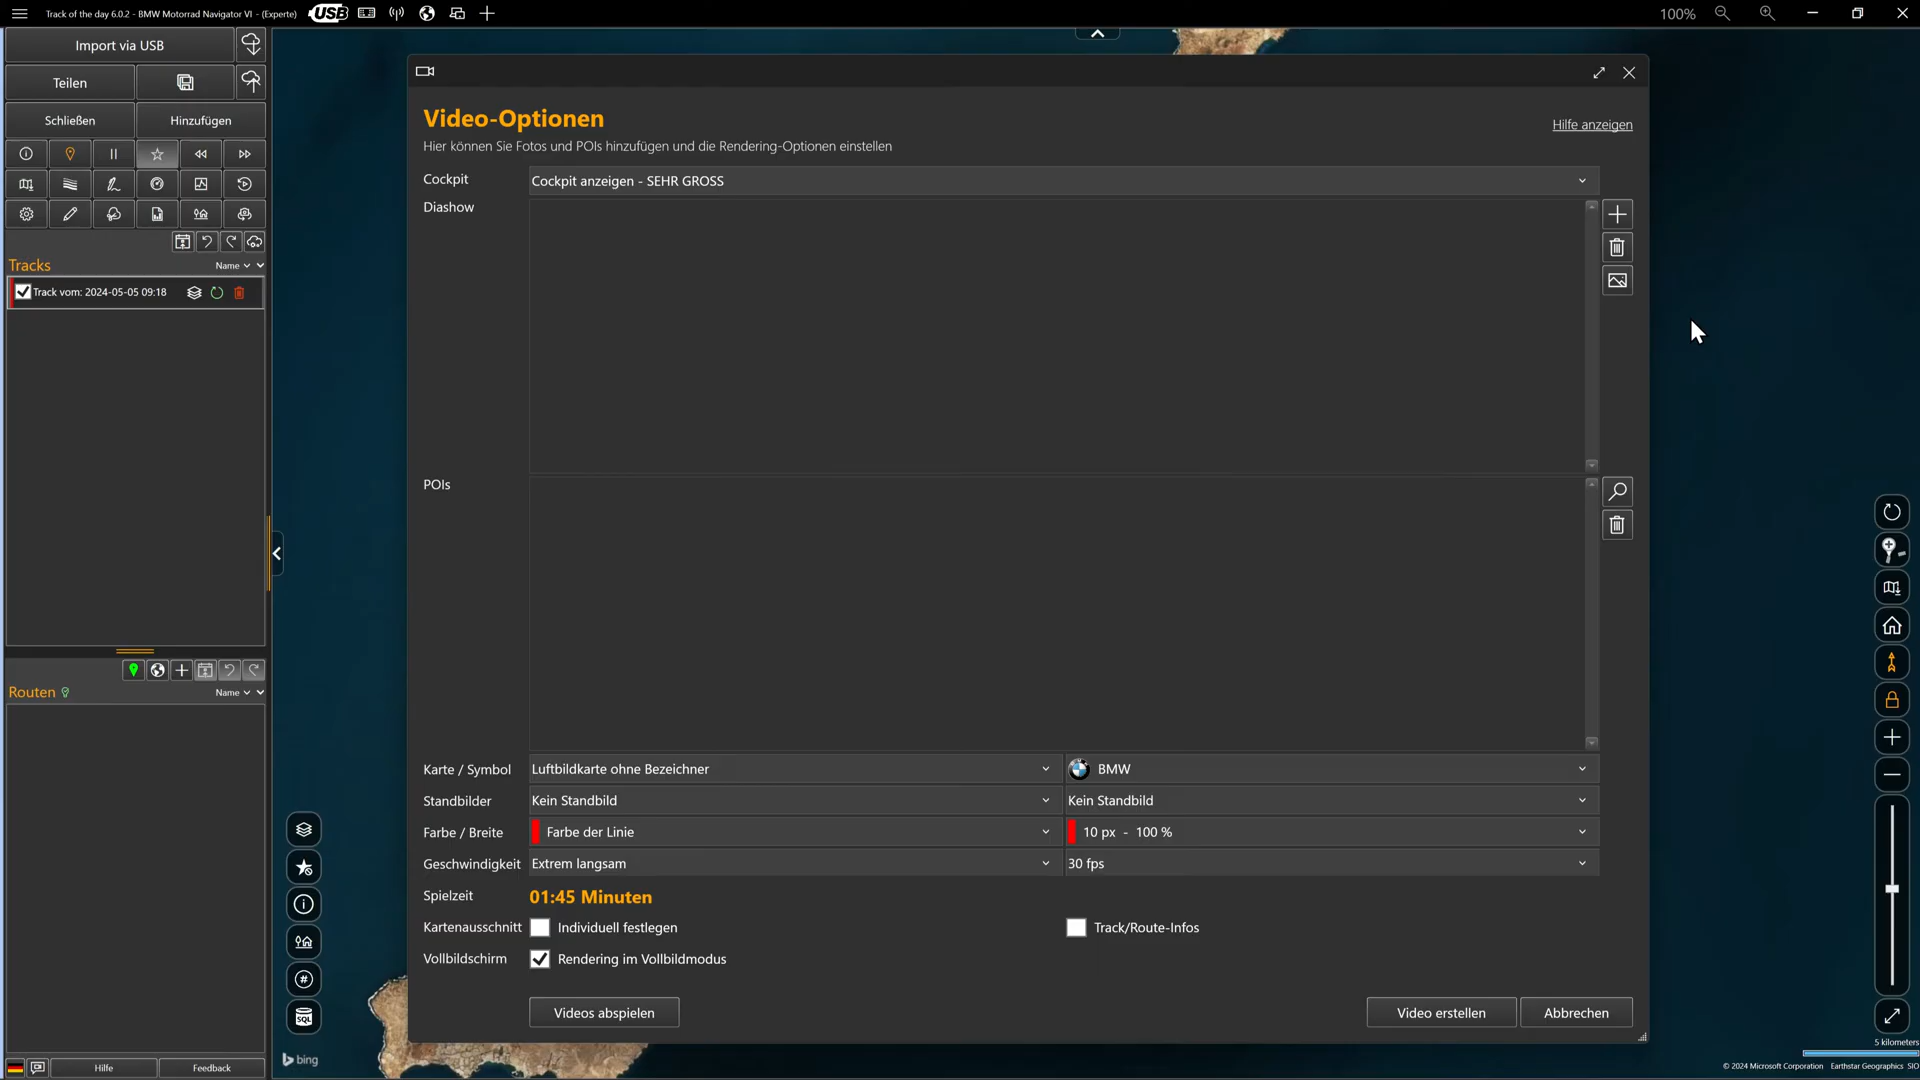 Track of the day 6.0.2 - BMW Motorrad Navigator VI - (Experte)
USB
100%
Import via USB
Teilen
Schließen
Hinzufügen
Tracks
Name
Track vom: 2024-05-05 09:18
Routen
Name
Hilfe
Feedback
SQL
bing
Video-Optionen
Hilfe anzeigen
Hier können Sie Fotos und POIs hinzufügen und die Rendering-Optionen einstellen
Cockpit
Cockpit anzeigen - SEHR GROSS
Diashow
POIs
Karte / Symbol
Luftbildkarte ohne Bezeichner
BMW
Standbilder
Kein Standbild
Kein Standbild
Farbe / Breite
Farbe der Linie
10 px - 100 %
Geschwindigkeit
Extrem langsam
30 fps
Spielzeit
01:45 Minuten
Kartenausschnitt
Individuell festlegen
Track/Route-Infos
Vollbildschirm
Rendering im Vollbildmodus
Videos abspielen
Video erstellen
Abbrechen
5 kilometers
© 2024 Microsoft Corporation Earthstar Geographics SIO